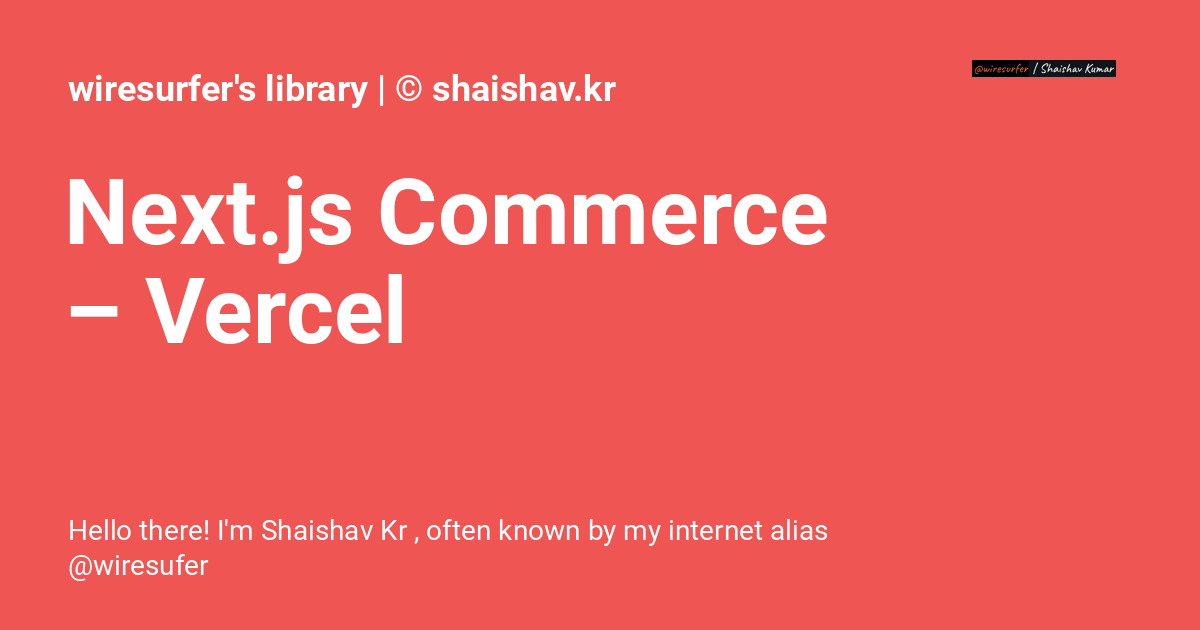 wiresurfer's library | © shaishav.kr
@wiresurfer | Shaishav Kumar
Next.js Commerce
– Vercel
Hello there! I'm Shaishav Kr , often known by my internet alias
@wiresufer